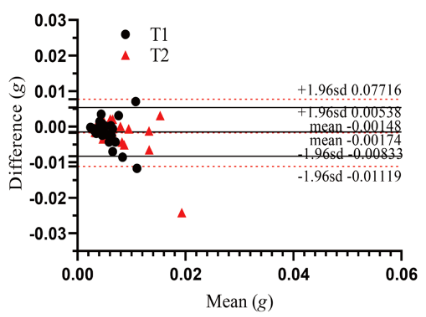 0.03
T1
T2
0.02
0.01
+1.96sd 0.07716
+1.96sd 0.00538
0.00
mean -0.00148
mean -0.00174
-1.96sd -0.00833
-0.01
-1.96sd -0.01119
-0.02
-0.03
Difference (g)
0.00
0.02
0.04
0.06
Mean (g)